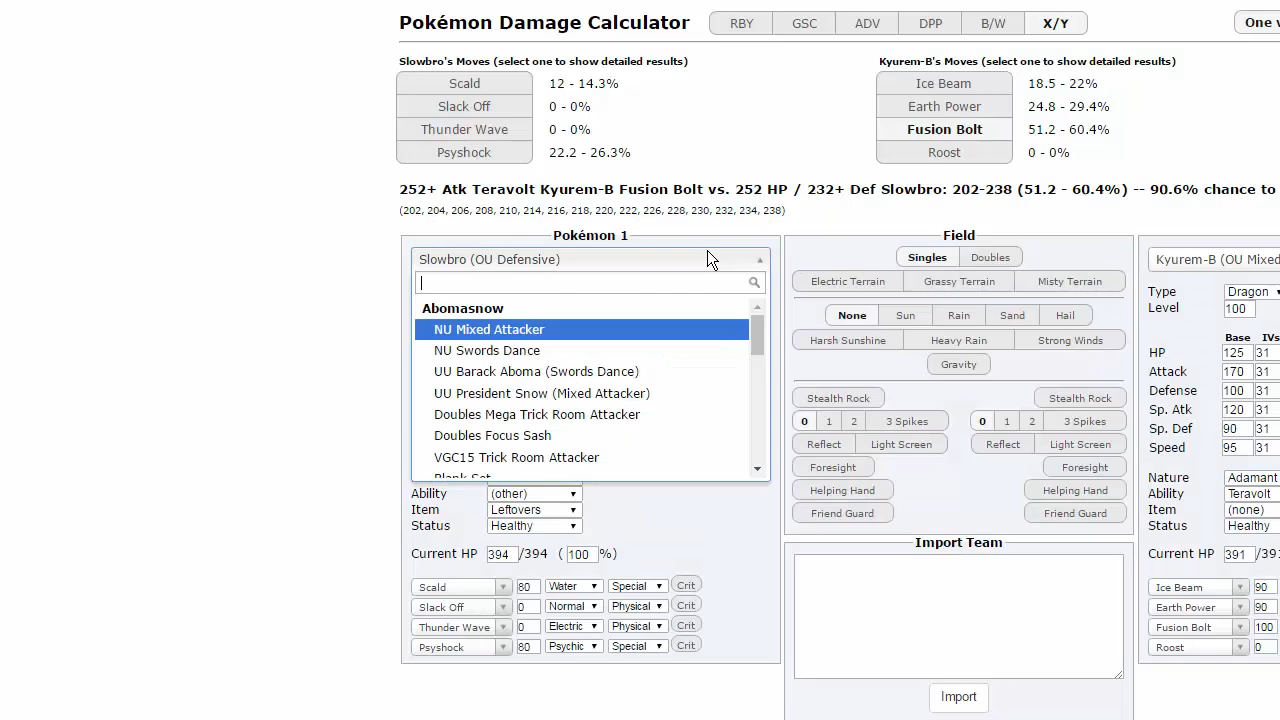 Pokémon Damage Calculator RBY GSC ADV DPP B/W X/Y One v
Slowbro's Moves (select one to show detailed results)
Scald 12 - 14.3%
Slack Off 0 - 0%
Thunder Wave 0 - 0%
Psyshock 22.2 - 26.3%
Kyurem-B's Moves (select one to show detailed results)
Ice Beam 18.5 - 22%
Earth Power 24.8 - 29.4%
Fusion Bolt 51.2 - 60.4%
Roost 0 - 0%
252+ Atk Teravolt Kyurem-B Fusion Bolt vs. 252 HP / 232+ Def Slowbro: 202-238 (51.2 - 60.4%) -- 90.6% chance to
(202, 204, 206, 208, 210, 214, 216, 218, 220, 222, 226, 228, 230, 232, 234, 238)
Pokémon 1
Slowbro (OU Defensive)
Abomasnow
NU Mixed Attacker
NU Swords Dance
UU Barack Aboma (Swords Dance)
UU President Snow (Mixed Attacker)
Doubles Mega Trick Room Attacker
Doubles Focus Sash
VGC15 Trick Room Attacker
Blank Set
Ability (other)
Item Leftovers
Status Healthy
Current HP 394 /394 ( 100 %)
Scald 80 Water Special Crit
Slack Off 0 Normal Physical Crit
Thunder Wave 0 Electric Physical Crit
Psyshock 80 Psychic Special Crit
Field
Singles Doubles
Electric Terrain Grassy Terrain Misty Terrain
None Sun Rain Sand Hail
Harsh Sunshine Heavy Rain Strong Winds
Gravity
Stealth Rock Stealth Rock
0 1 2 3 Spikes 0 1 2 3 Spikes
Reflect Light Screen Reflect Light Screen
Foresight Foresight
Helping Hand Helping Hand
Friend Guard Friend Guard
Import Team
Import
Kyurem-B (OU Mixed
Type Dragon
Level 100
Base IVs
HP 125 31
Attack 170 31
Defense 100 31
Sp. Atk 120 31
Sp. Def 90 31
Speed 95 31
Nature Adamant
Ability Teravolt
Item (none)
Status Healthy
Current HP 391 /391
Ice Beam 90
Earth Power 90
Fusion Bolt 100
Roost 0